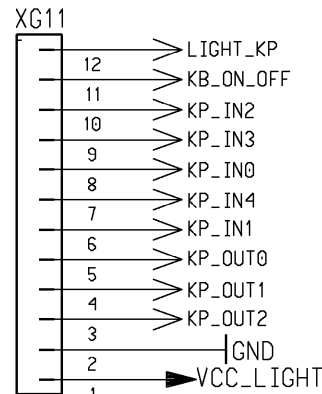 XG11
LIGHT_KP
12
KB_ON_OFF
11
KP_IN2
10
KP_IN3
9
KP_IN0
8
KP_IN4
7
KP_IN1
6
KP_OUT0
5
KP_OUT1
4
KP_OUT2
3
GND
2
VCC_LIGHT
1